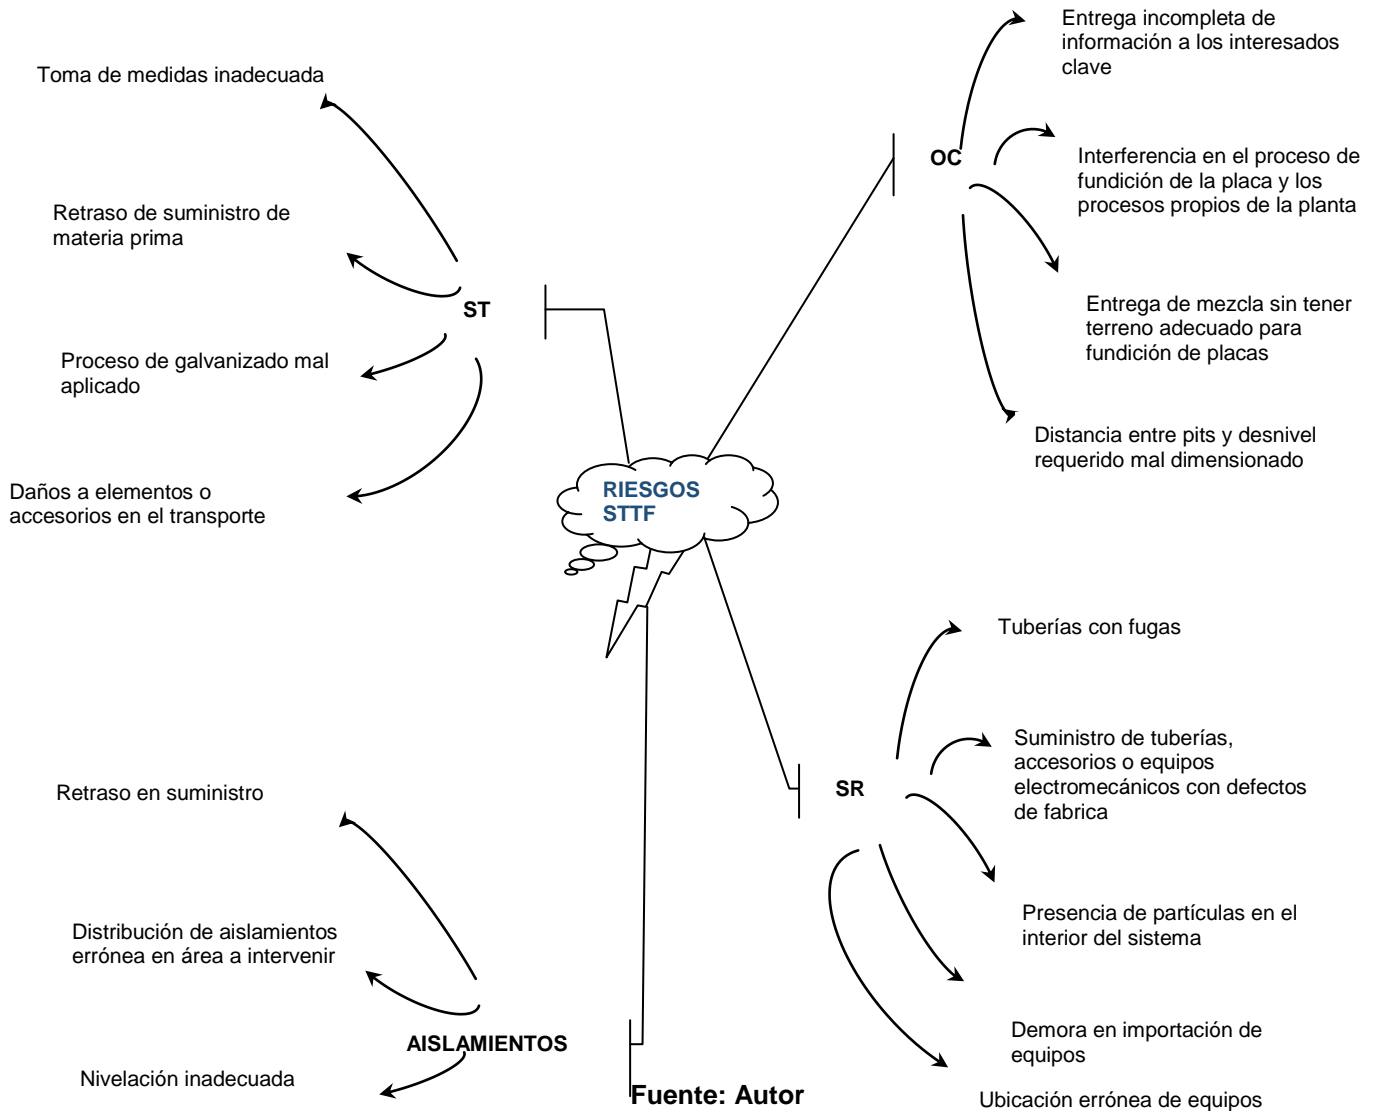 Entrega incompleta de
información a los interesados
clave
Toma de medidas inadecuada
OC
Interferencia en el proceso de
fundición de la placa y los
procesos propios de la planta
Retraso de suministro de
materia prima
ST
Entrega de mezcla sin tener
terreno adecuado para
fundición de placas
Proceso de galvanizado mal
aplicado
Distancia entre pits y desnivel
requerido mal dimensionado
Daños a elementos o
accesorios en el transporte
RIESGOS
STTF
Tuberías con fugas
Suministro de tuberías,
accesorios o equipos
electromecánicos con defectos
de fabrica
SR
Retraso en suministro
Presencia de partículas en el
interior del sistema
Distribución de aislamientos
errónea en área a intervenir
Demora en importación de
equipos
AISLAMIENTOS
Nivelación inadecuada
Ubicación errónea de equipos
Fuente: Autor